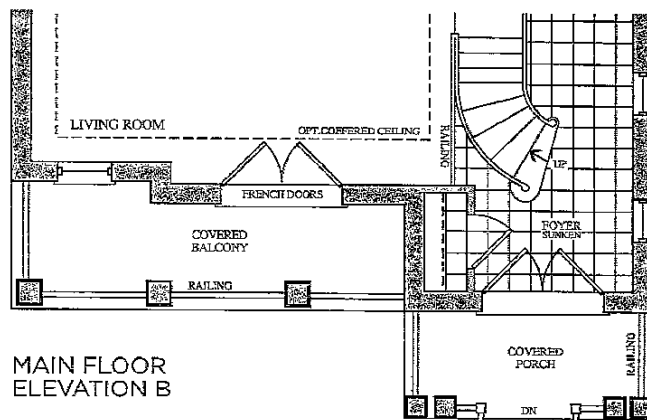 LIVING ROOM
OPT. COFFERED CEILING
RAILING
UP
FRENCH DOORS
FOYER
SUNKEN
COVERED
BALCONY
RAILING
COVERED
PORCH
RAILING
DN
MAIN FLOOR
ELEVATION B